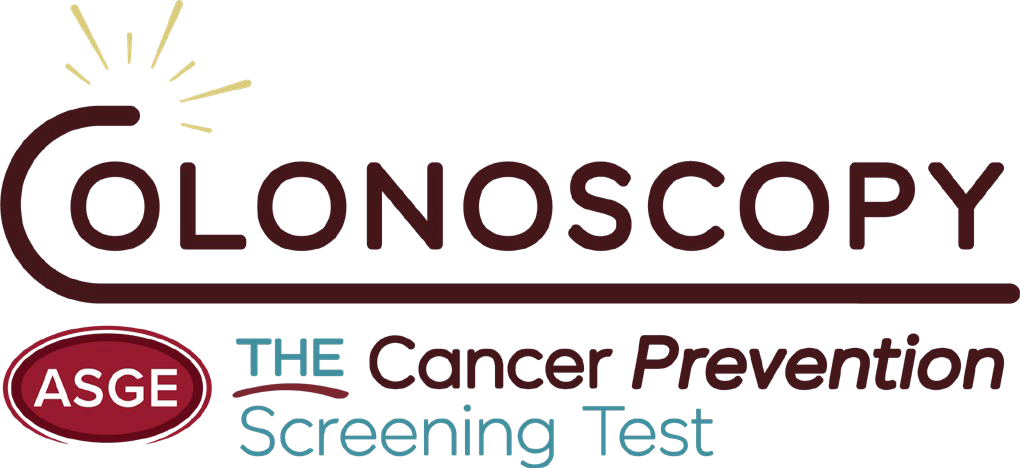 COLONOSCOPY
ASGE
THE Cancer Prevention
Screening Test